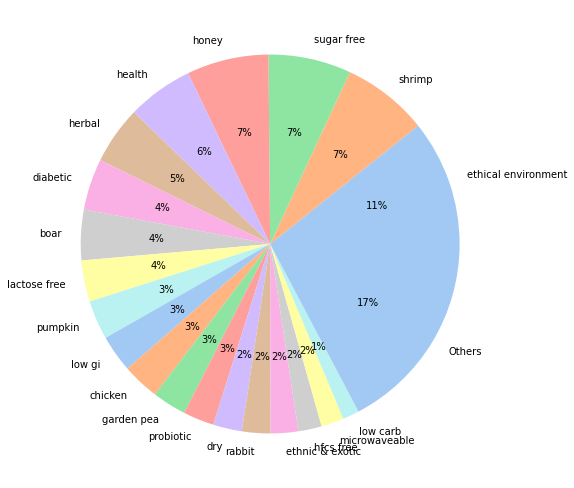 honey
sugar free
health
shrimp
herbal
7%
7%
6%
7%
diabetic
5%
ethical environment
4%
11%
boar
4%
4%
lactose free
3%
pumpkin
3%
17%
3%
low gi
3%
3%
2%
2%
2%
2%
2%
1%
Others
chicken
garden pea
probiotic
dry
rabbit
ethnic & exotic
hfcs free
microwaveable
low carb